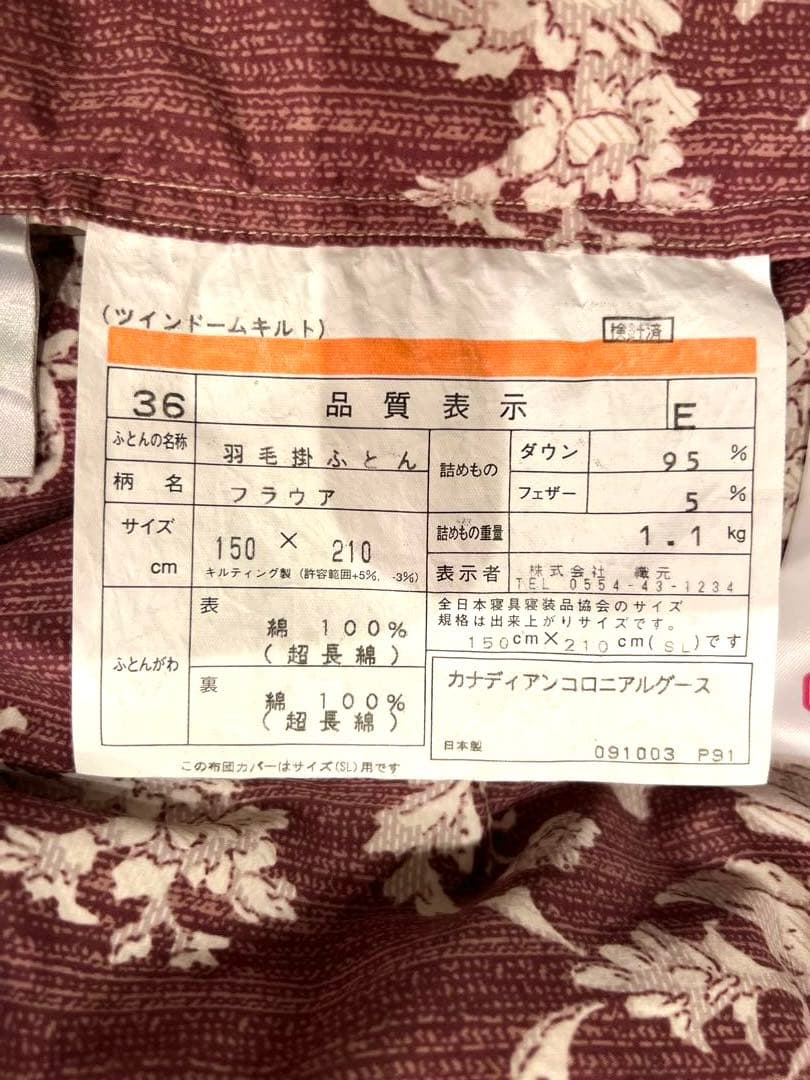 (ツインドームキルト)
検針済
36 品質表示 E
ふとんの名称 羽毛掛ふとん
柄名 フラウア
サイズ cm 150 × 210
キルティング製 (許容範囲+5%, -3%)
ふとんがわ
表 綿 100%
(超長綿)
裏 綿 100%
(超長綿)
詰めもの ダウン 95 %
フェザー 5 %
詰めもの重量 1.1 kg
表示者 株式会社 織元
TEL 0554-43-1234
全日本寝具寝装品協会のサイズ
規格は出来上がりサイズです。
150cm×210cm(SL)です
カナディアンコロニアルグース
日本製 091003 P91
この布団カバーはサイズ(SL)用です